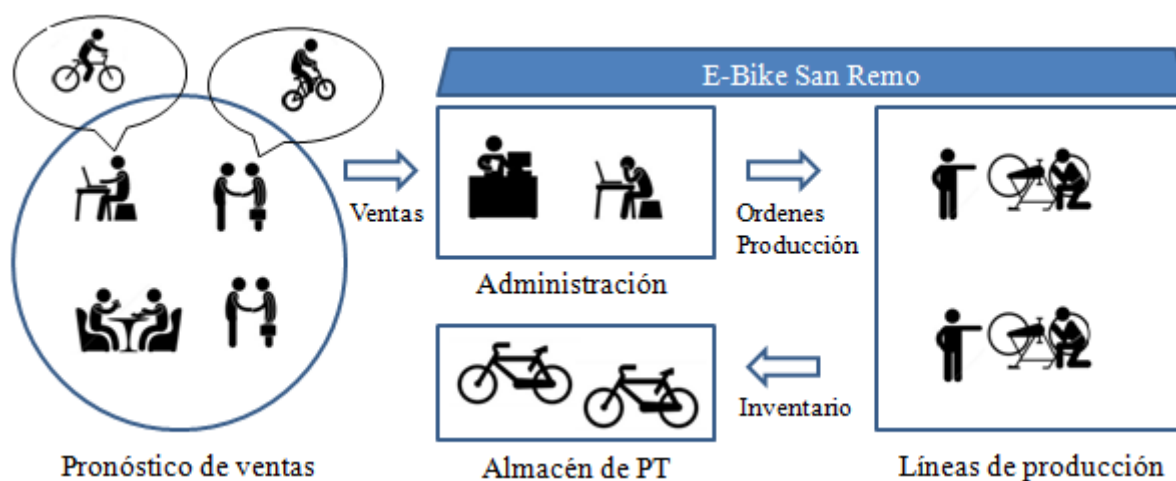 E-Bike San Remo
Ventas
Ordenes
Producción
Administración
Inventario
Pronóstico de ventas
Almacén de PT
Líneas de producción